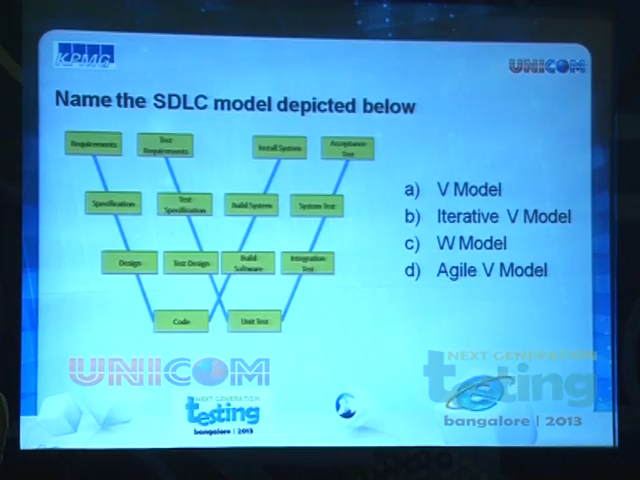 KPMG
UNICOM
Name the SDLC model depicted below
Requirements
Test
Requirements
Install System
Acceptance
Test
Specification
Test
Specification
Build System
System Test
Design
Test Design
Build
Software
Integration
Test
Code
Unit Test
a) V Model
b) Iterative V Model
c) W Model
d) Agile V Model
UNICOM
NEXT GENERATION
testing
bangalore | 2013
NEXT GENERATION
testing
bangalore | 2013